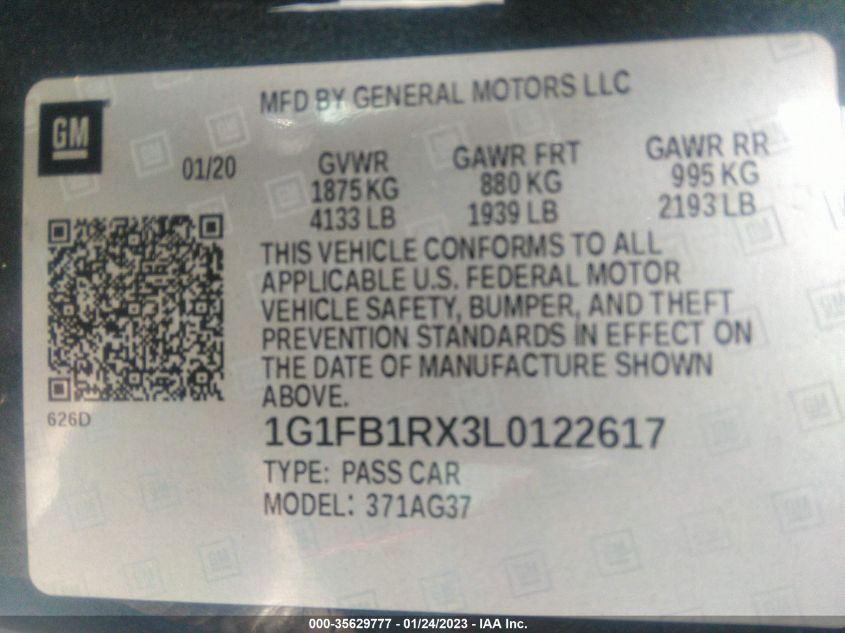 MFD BY GENERAL MOTORS LLC
GM
01/20
GVWR GAWR FRT GAWR RR
1875 KG 880 KG 995 KG
4133 LB 1939 LB 2193 LB
THIS VEHICLE CONFORMS TO ALL
APPLICABLE U.S. FEDERAL MOTOR
VEHICLE SAFETY, BUMPER, AND THEFT
PREVENTION STANDARDS IN EFFECT ON
THE DATE OF MANUFACTURE SHOWN
ABOVE.
626D
1G1FB1RX3L0122617
TYPE: PASS CAR
MODEL: 371AG37
000-35629777 - 01/24/2023 - IAA Inc.